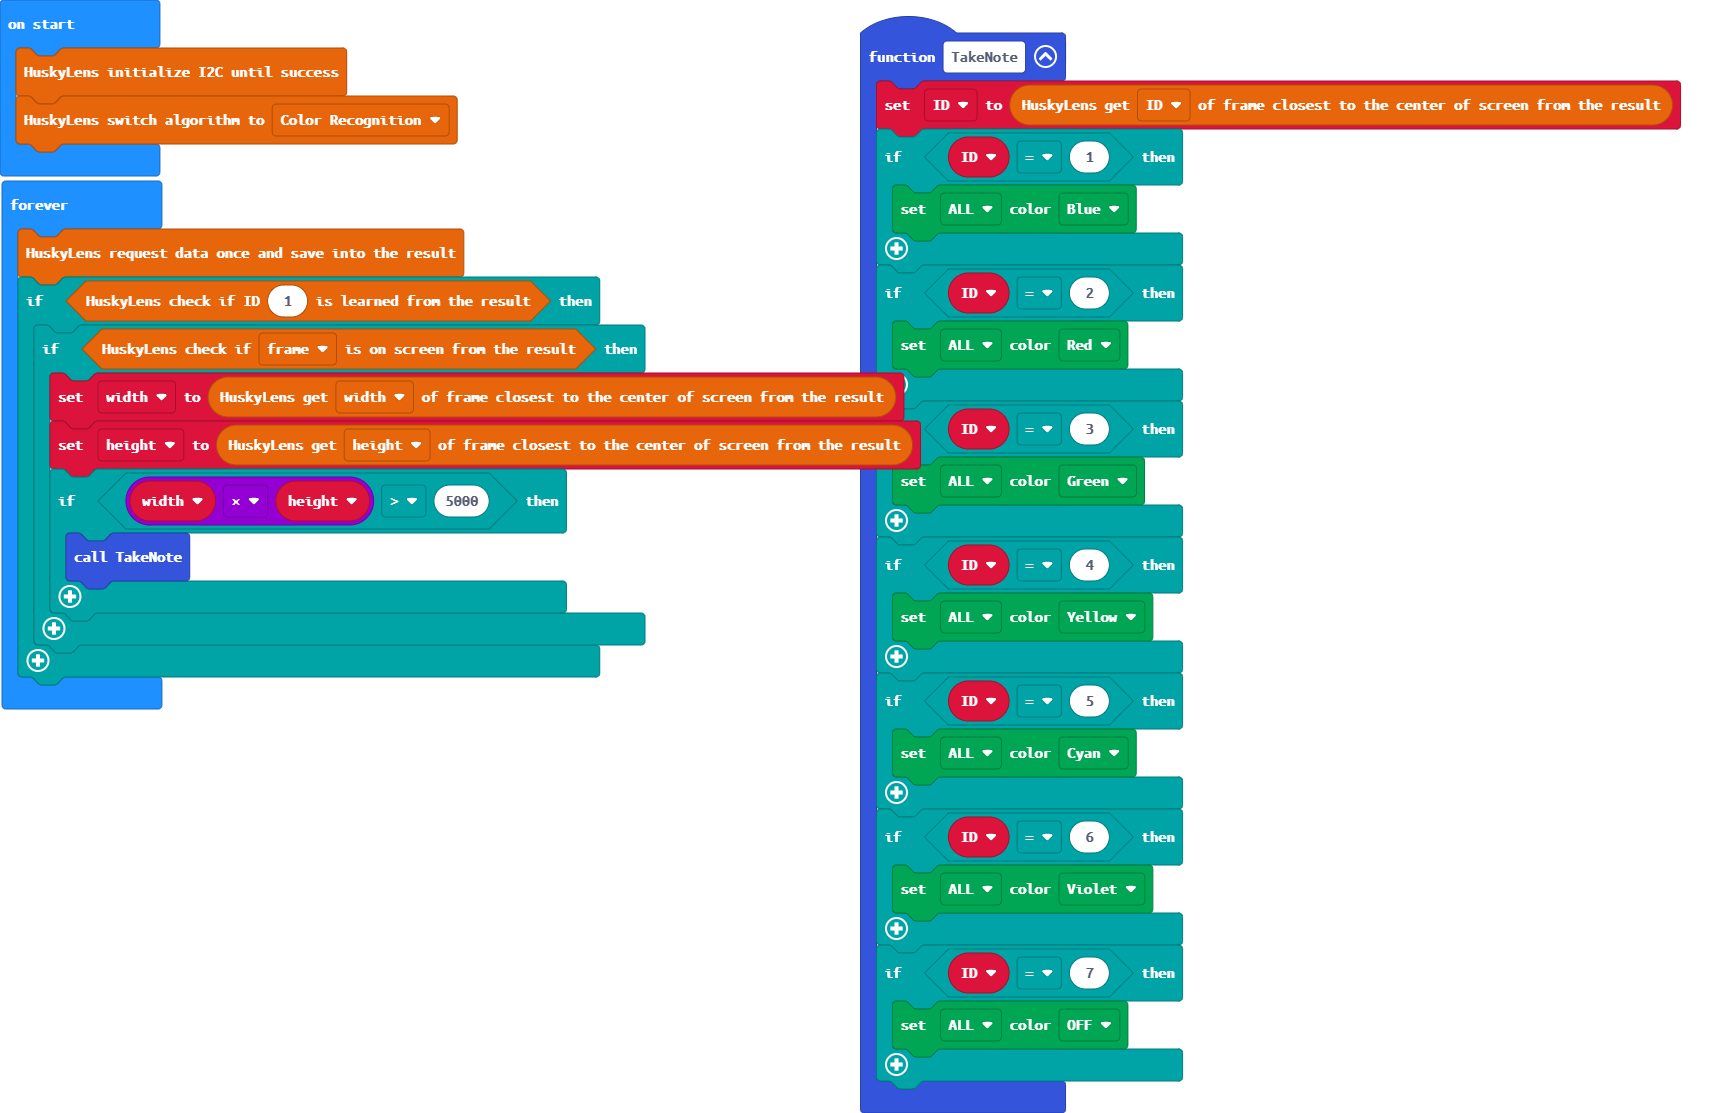 on start
HuskyLens initialize I2C until success
HuskyLens switch algorithm to Color Recognition
forever
HuskyLens request data once and save into the result
if HuskyLens check if ID 1 is learned from the result then
if HuskyLens check if frame is on screen from the result then
set width to HuskyLens get width of frame closest to the center of screen from the result
set height to HuskyLens get height of frame closest to the center of screen from the result
if width × height > 5000 then
call TakeNote
function TakeNote
set ID to HuskyLens get ID of frame closest to the center of screen from the result
if ID = 1 then
set ALL color Blue
if ID = 2 then
set ALL color Red
ID = 3 then
set ALL color Green
if ID = 4 then
set ALL color Yellow
if ID = 5 then
set ALL color Cyan
if ID = 6 then
set ALL color Violet
if ID = 7 then
set ALL color OFF